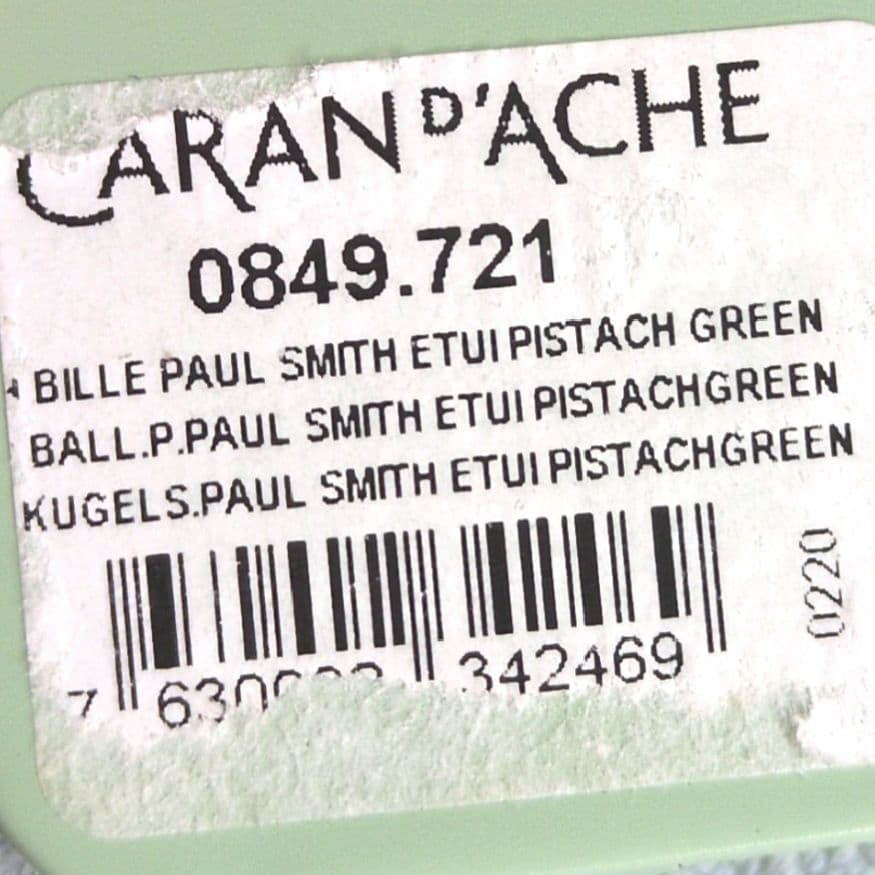 CARAN D'ACHE
0849.721
BILLE PAUL SMITH ETUI PISTACH GREEN
BALL.P.PAUL SMITH ETUI PISTACHGREEN
KUGELS.PAUL SMITH ETUI PISTACHGREEN
0220
7 342469